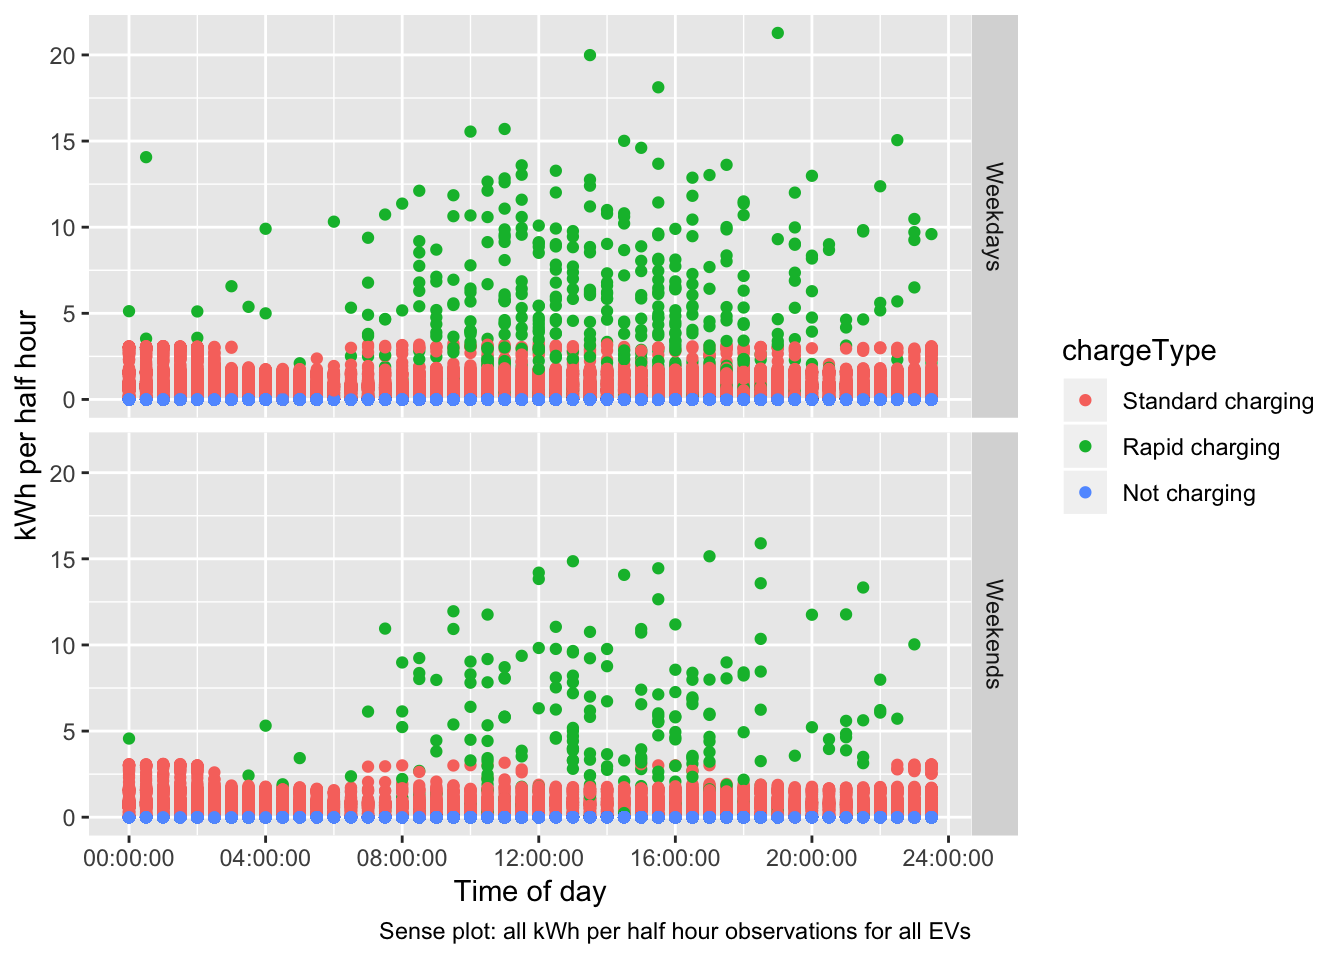 20
15
10
5
0
Weekdays
20
15
10
5
0
Weekends
kWh per half hour
00:00:00 04:00:00 08:00:00 12:00:00 16:00:00 20:00:00 24:00:00
Time of day
Sense plot: all kWh per half hour observations for all EVs
chargeType
Standard charging
Rapid charging
Not charging